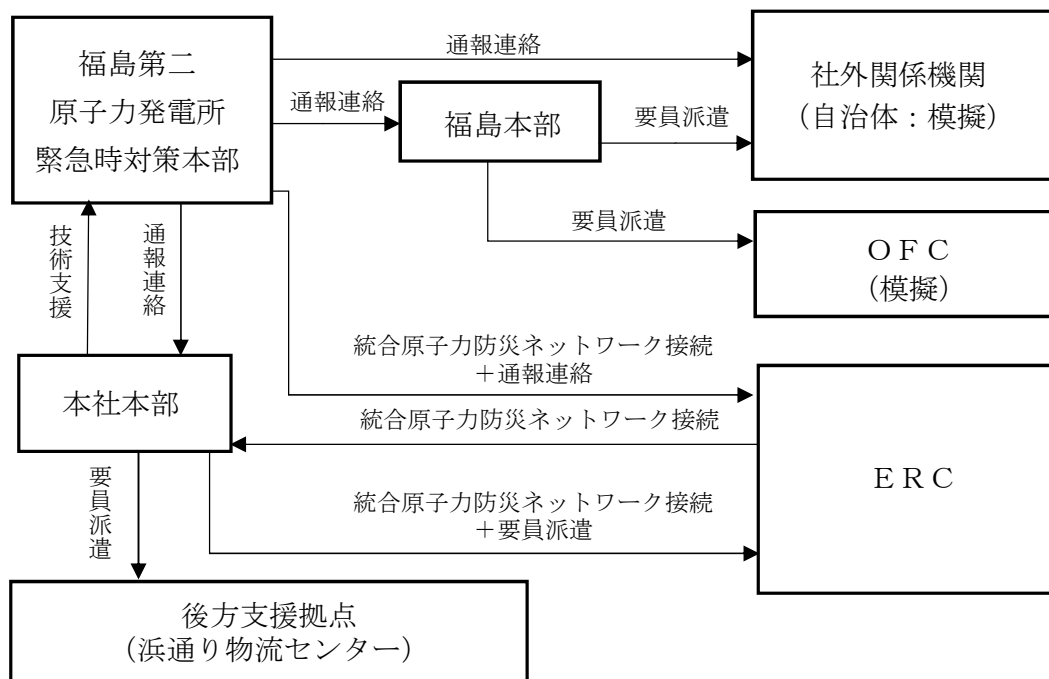 福島第二
原子力発電所
緊急時対策本部
通報連絡
社外関係機関
(自治体：模擬)
通報連絡
福島本部
要員派遣
要員派遣
ＯＦＣ
(模擬)
技術支援
通報連絡
統合原子力防災ネットワーク接続
＋通報連絡
本社本部
統合原子力防災ネットワーク接続
ＥＲＣ
要員派遣
統合原子力防災ネットワーク接続
＋要員派遣
後方支援拠点
(浜通り物流センター)